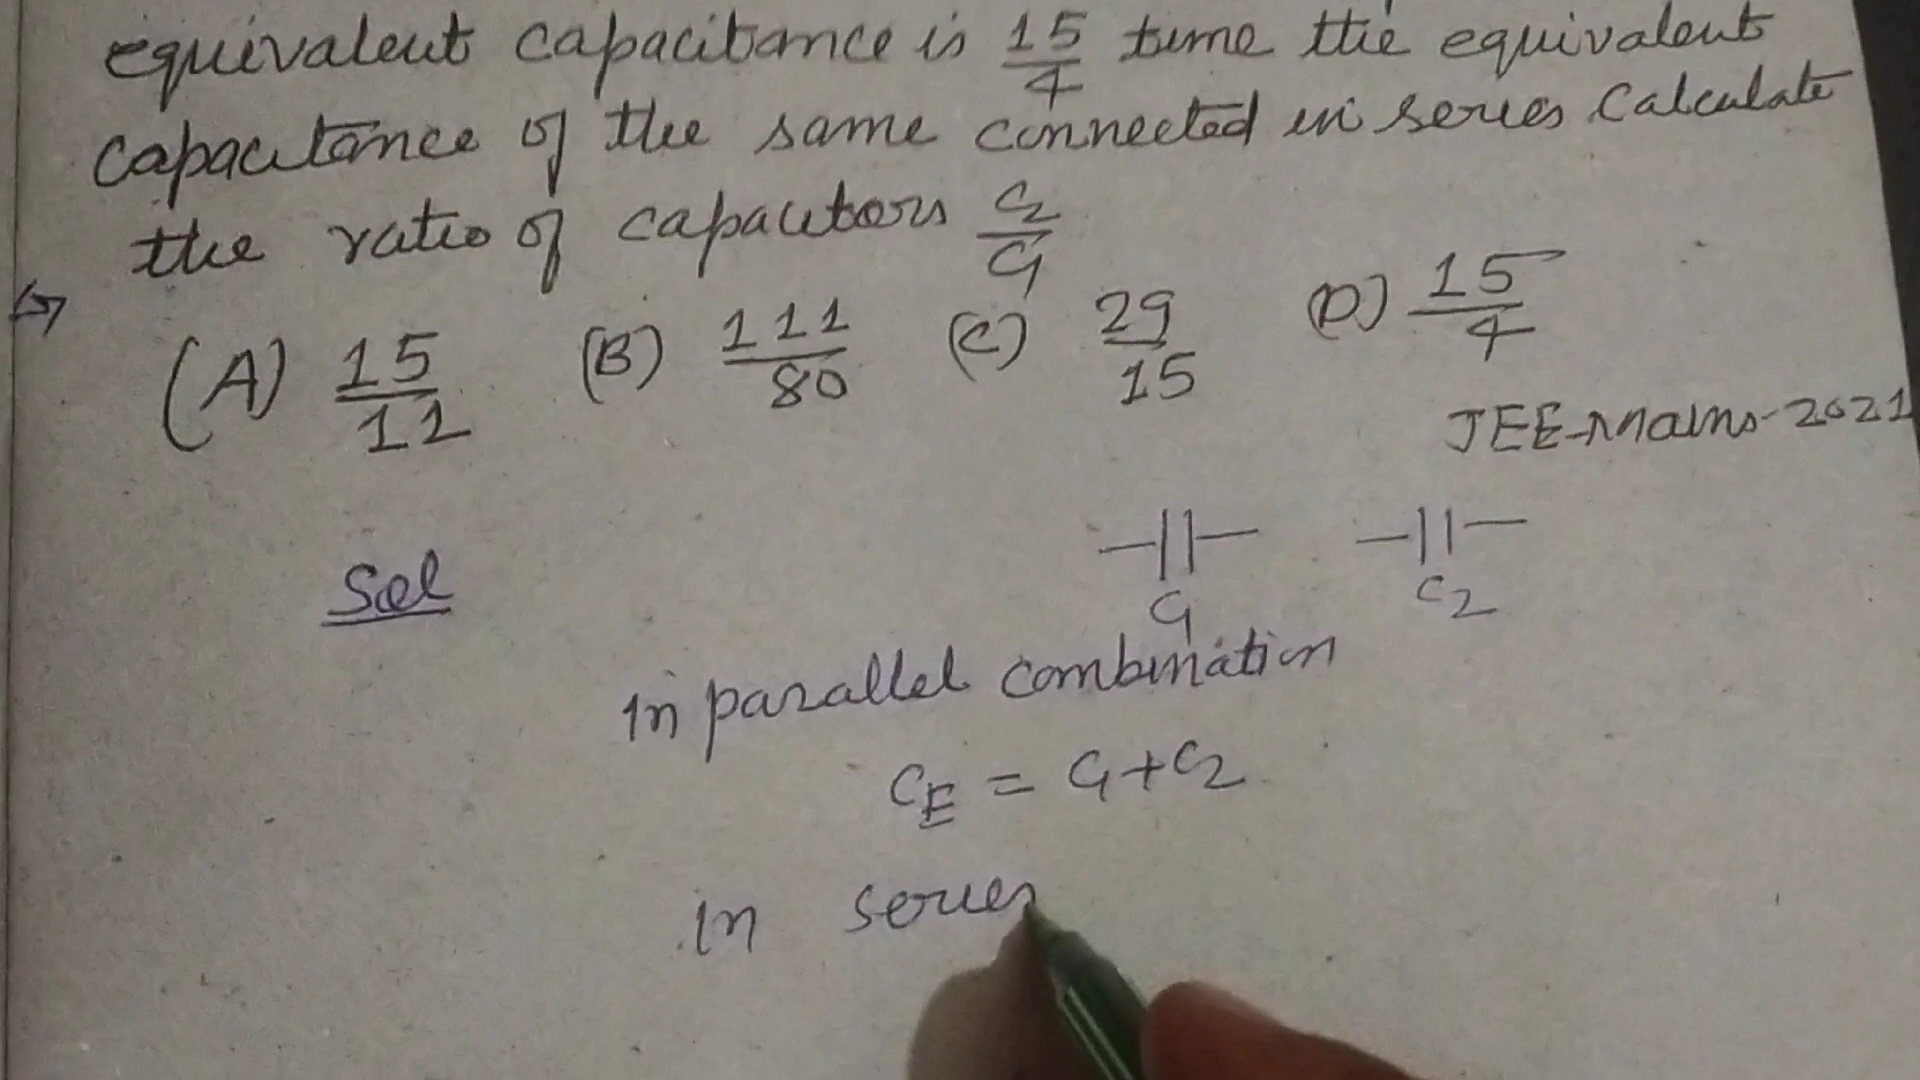 equivalent capacitance is 15/4 time the equivalent
capacitance of the same connected in series Calculate
the ratio of capacitors C2/C1
(A) 15/11 (B) 111/80 (C) 29/15 (D) 15/4
JEE-Mains-2021
Sol
C1 C2
in parallel combination
CE = C1+C2
in series